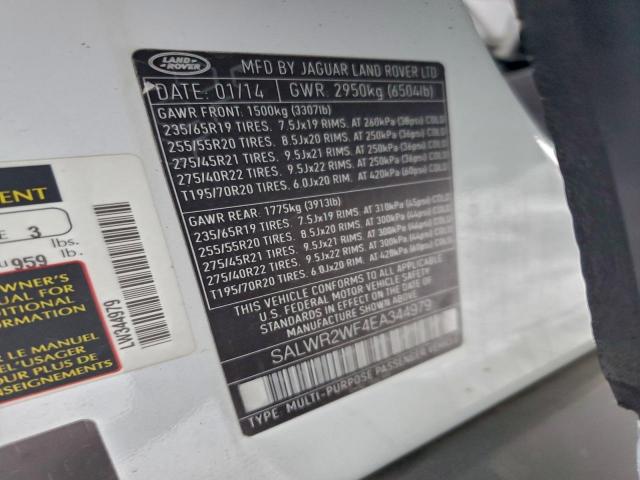 LAND-ROVER
MFD BY JAGUAR LAND ROVER LTD
DATE: 01/14 GWR: 2950kg (6504lb)
GAWR FRONT: 1500kg (3307lb)
235/65R19 TIRES. 7.5Jx19 RIMS. AT 260kPa (38psi) COLD
255/55R20 TIRES. 8.5Jx20 RIMS. AT 250kPa (36psi) COLD
275/45R21 TIRES. 9.5Jx21 RIMS. AT 250kPa (36psi) COLD
275/40R22 TIRES. 9.5Jx22 RIMS. AT 250kPa (36psi) COLD
T195/70R20 TIRES. 6.0Jx20 RIM. AT 420kPa (60psi) COLD
GAWR REAR: 1775kg (3913lb)
235/65R19 TIRES. 7.5Jx19 RIMS. AT 310kPa (45psi) COLD
255/55R20 TIRES. 8.5Jx20 RIMS. AT 300kPa (44psi) COLD
275/45R21 TIRES. 9.5Jx21 RIMS. AT 300kPa (44psi) COLD
275/40R22 TIRES. 9.5Jx22 RIMS. AT 300kPa (44psi) COLD
T195/70R20 TIRES. 6.0Jx20 RIM. AT 420kPa (60psi) COLD
THIS VEHICLE CONFORMS TO ALL APPLICABLE
U.S. FEDERAL MOTOR VEHICLE SAFETY
STANDARDS IN EFFECT ON THE DATE OF
MANUFACTURE SHOWN ABOVE.
SALWR2WF4EA344979
TYPE: MULTI-PURPOSE PASSENGER VEHICLE
ENT
E 3
lbs.
959
lb.
OWNER'S
UAL FOR
DITIONAL
ORMATION
R LE MANUEL
EL'USAGER
OUR PLUS
ENSEIGNEMENTS
LW344979